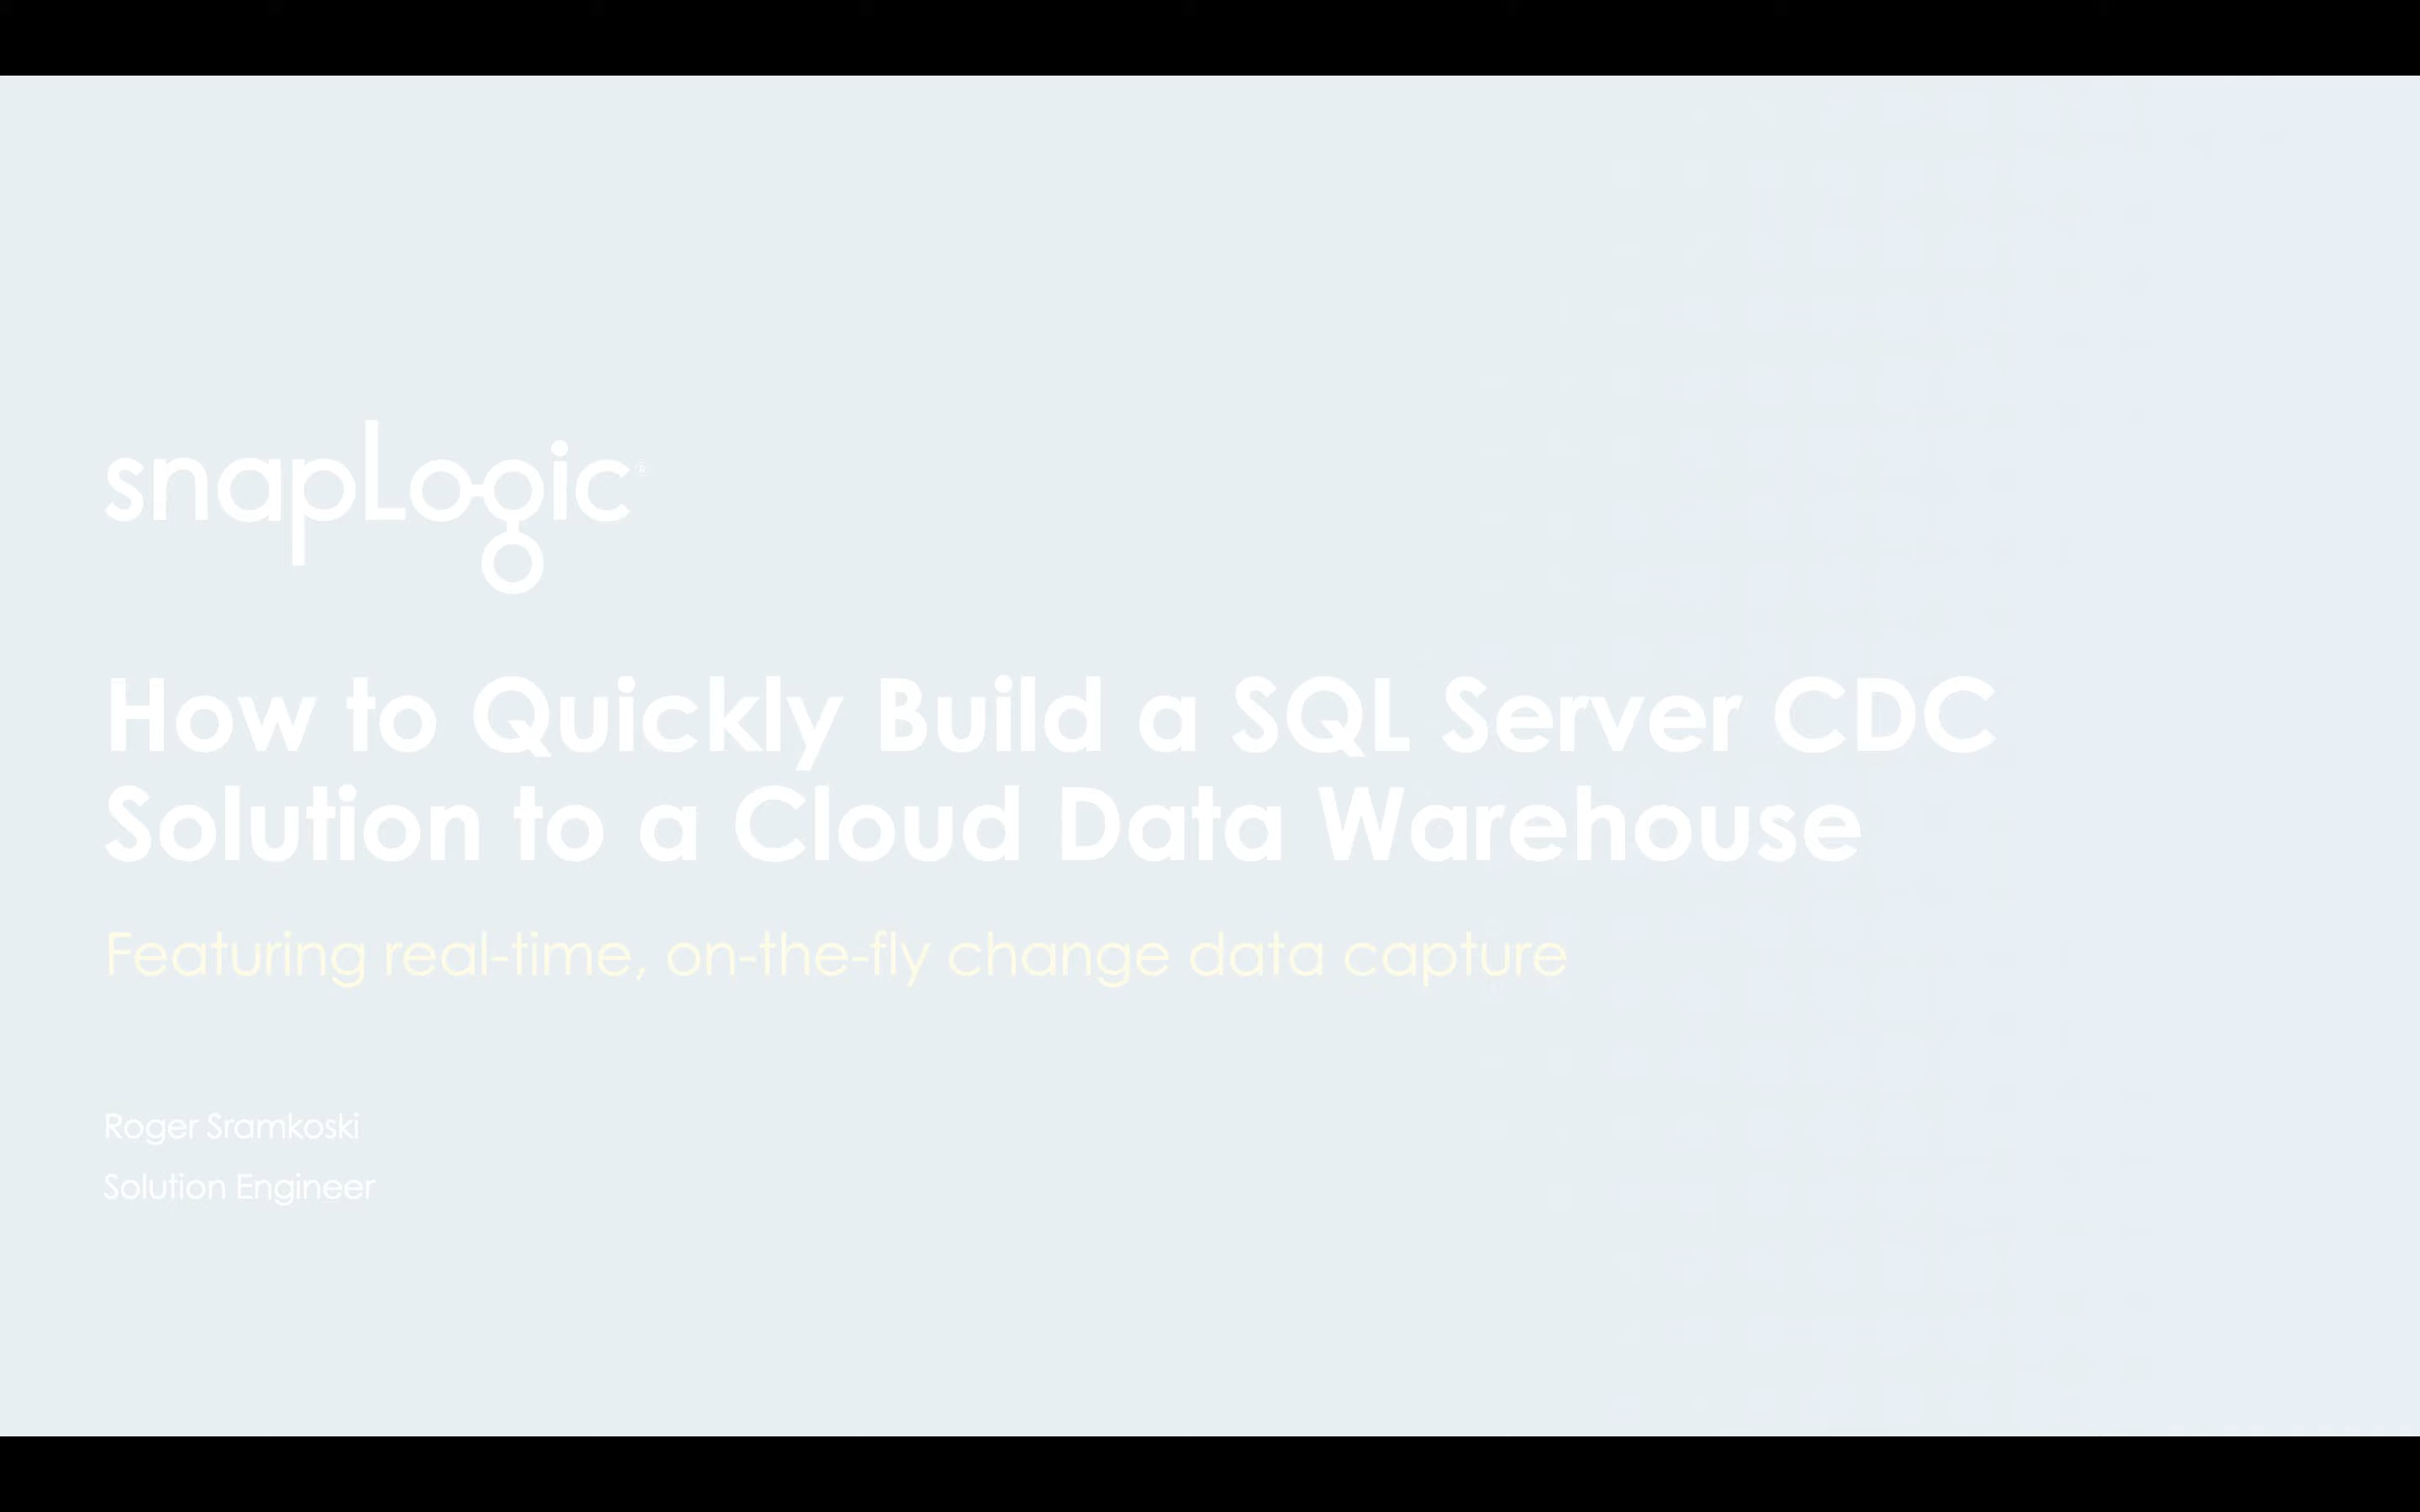 snapLogic®
How to Quickly Build a SQL Server CDC
Solution to a Cloud Data Warehouse
Featuring real-time, on-the-fly change data capture
Roger Sramkoski
Solution Engineer